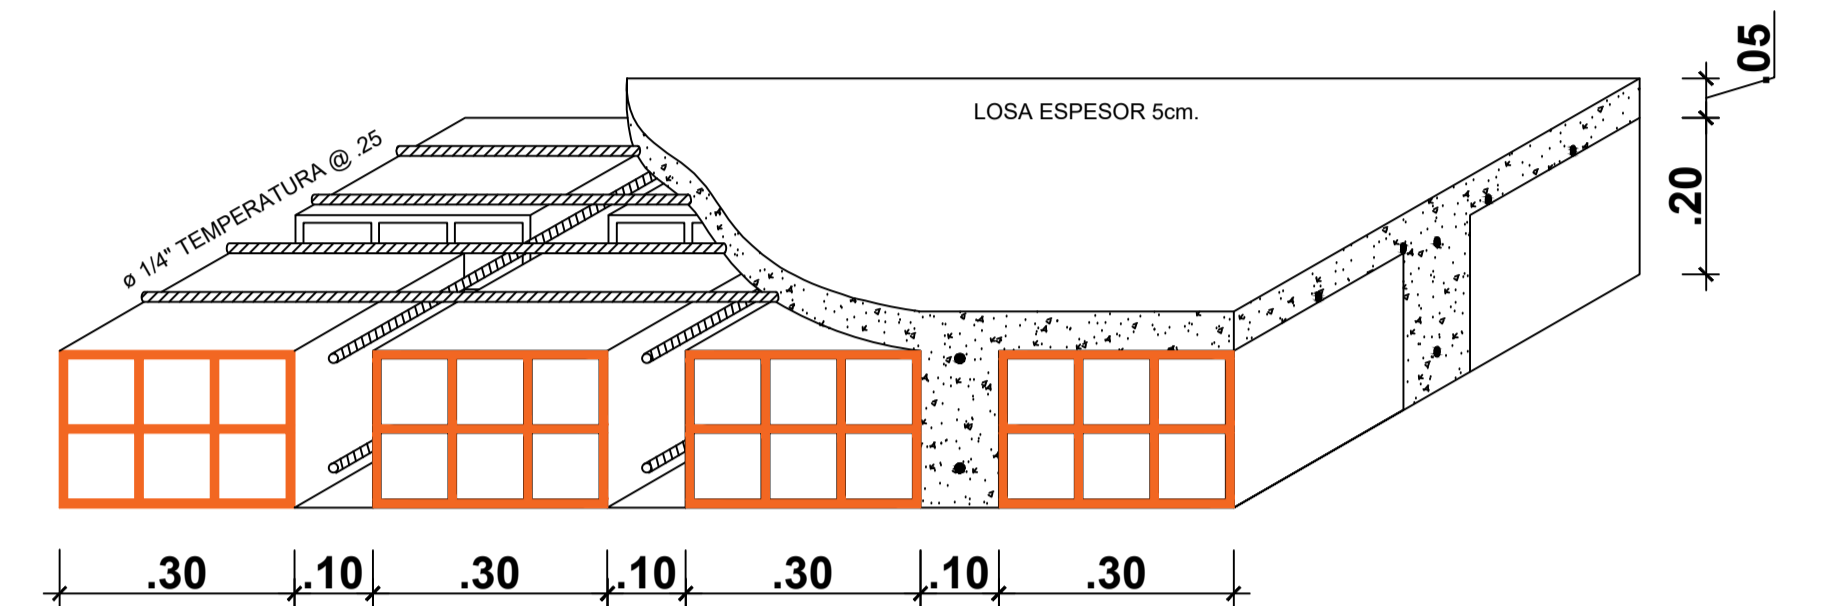 .05
LOSA ESPESOR 5cm.
ø 1/4" TEMPERATURA @ .25
.20
.30 .10 .30 .10 .30 .10 .30